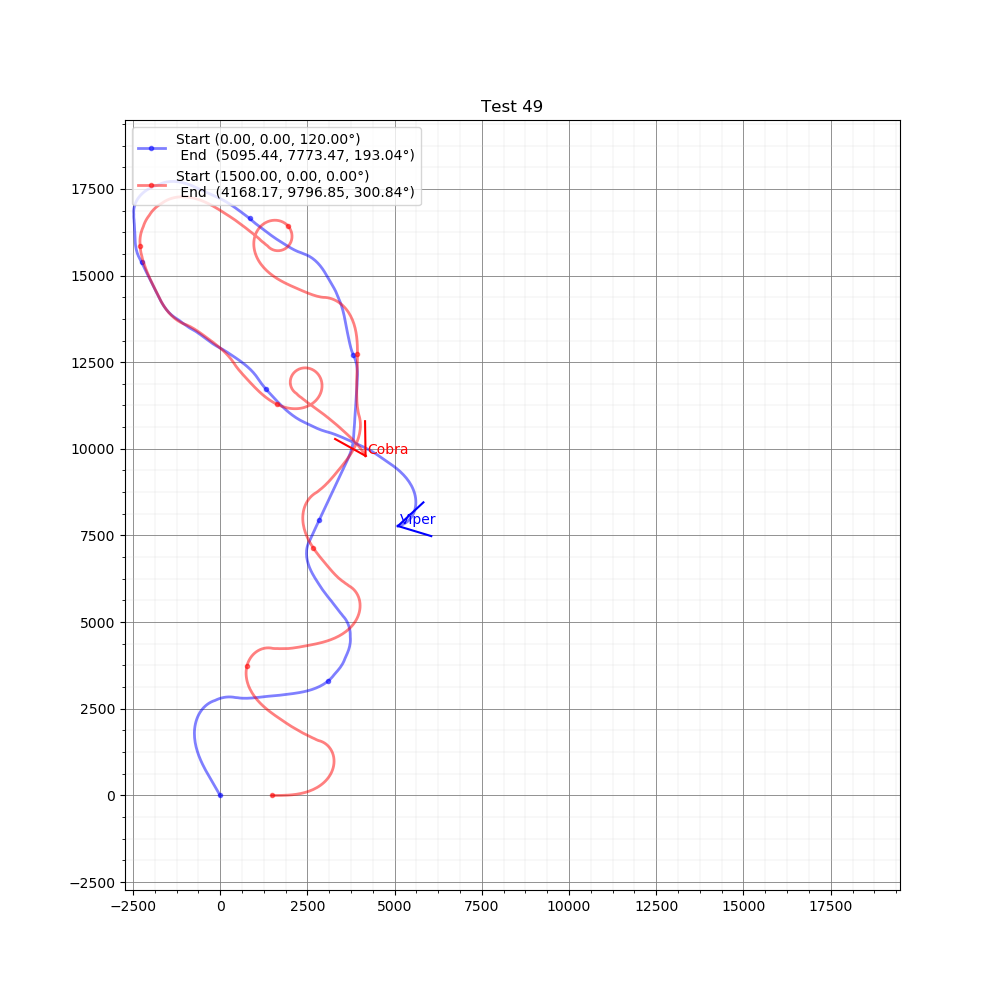 Test 49
Start (0.00, 0.00, 120.00°)
End (5095.44, 7773.47, 193.04°)
Start (1500.00, 0.00, 0.00°)
End (4168.17, 9796.85, 300.84°)
17500
15000
12500
10000
7500
5000
2500
0
−2500
Cobra
Viper
−2500 0 2500 5000 7500 10000 12500 15000 17500